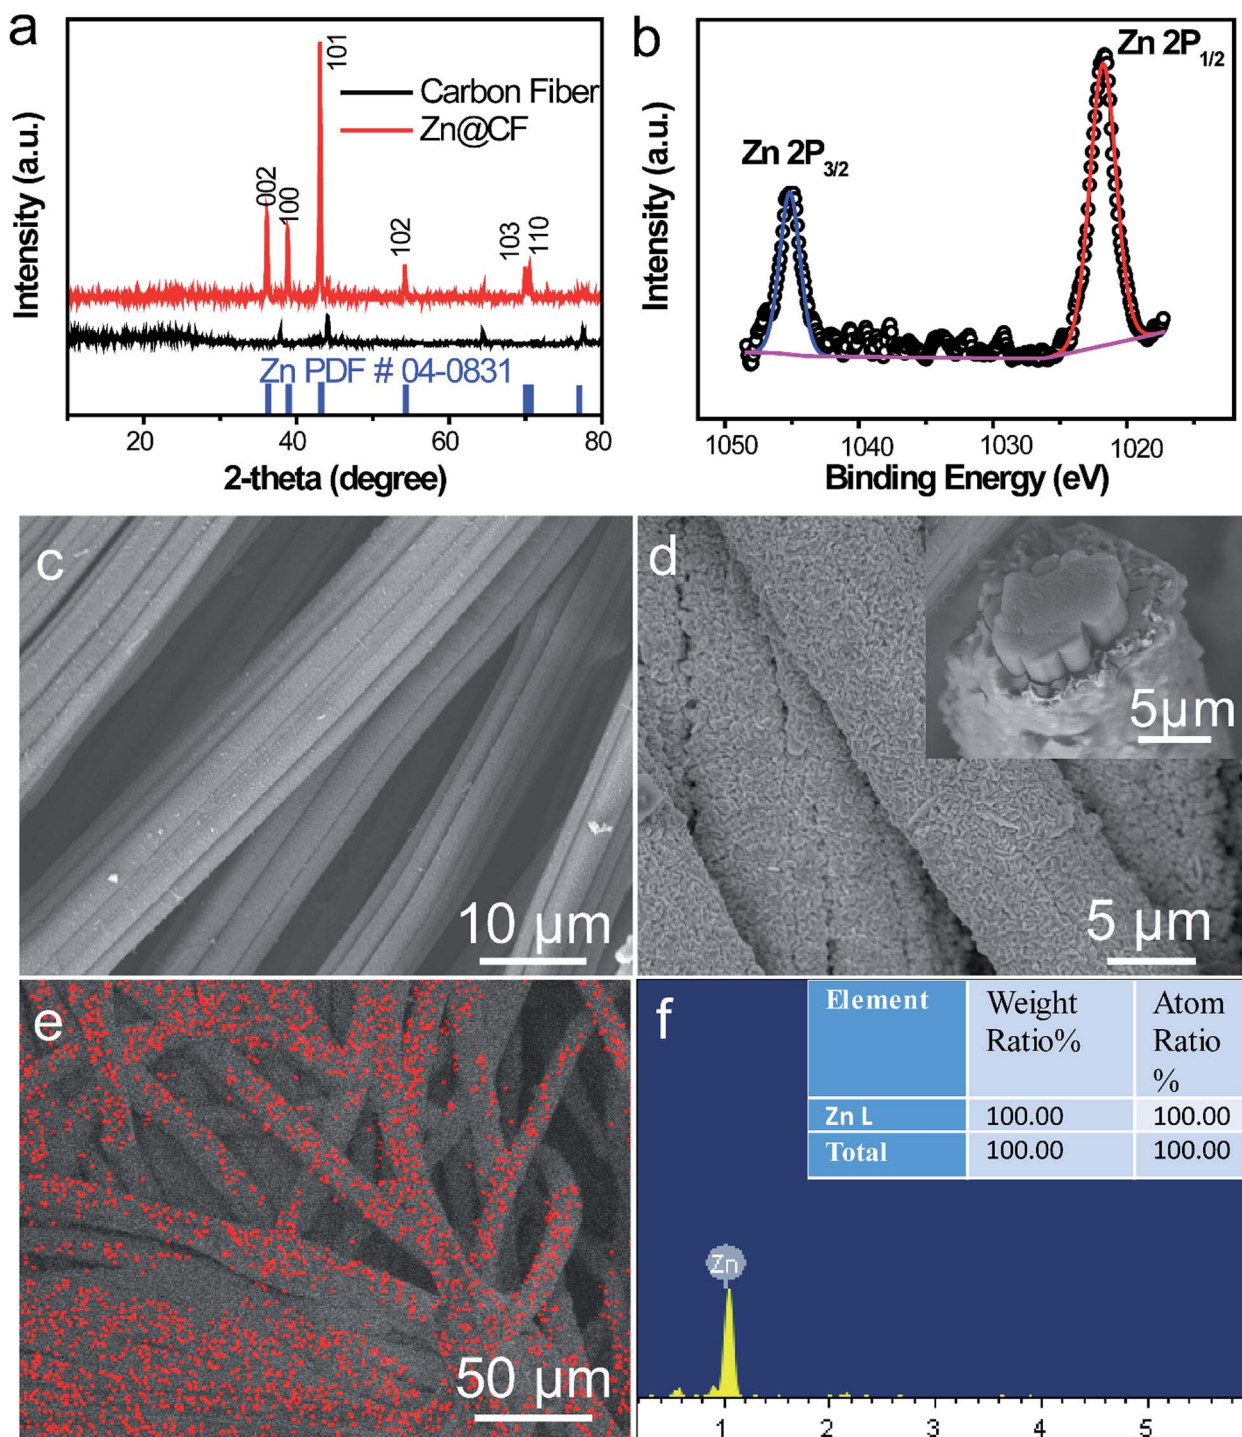 a
101
Carbon Fiber
Zn@CF
002
100
102
103
110
Zn PDF # 04-0831
Intensity (a.u.)
20
40
60
80
2-theta (degree)
b
Zn 2P1/2
Zn 2P3/2
Intensity (a.u.)
1050
1040
1030
1020
Binding Energy (eV)
c
10 µm
d
5µm
5 µm
e
50 µm
f
Element Weight Ratio% Atom Ratio %
Zn L 100.00 100.00
Total 100.00 100.00
Zn
1
2
3
4
5